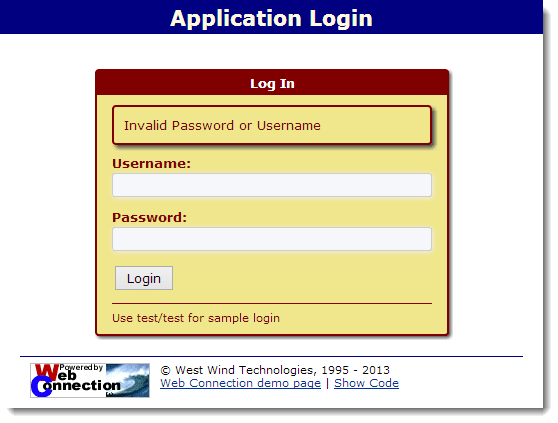 Application Login
Log In
Invalid Password or Username
Username:
Password:
Login
Use test/test for sample login
Powered by
Web
Connection
© West Wind Technologies, 1995 - 2013
Web Connection demo page | Show Code